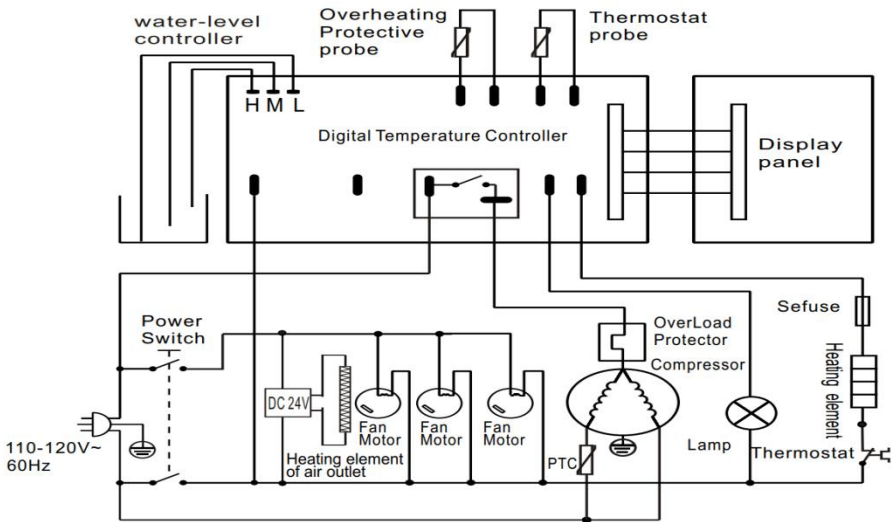 water-level
controller
Overheating
Protective
probe
Thermostat
probe
H M L
Digital Temperature Controller
Display
panel
Power
Switch
OverLoad
Protector
Compressor
Sefuse
Heating element
DC 24V
Fan
Motor
Fan
Motor
Fan
Motor
Heating element
of air outlet
PTC
Lamp
Thermostat
110-120V~
60Hz